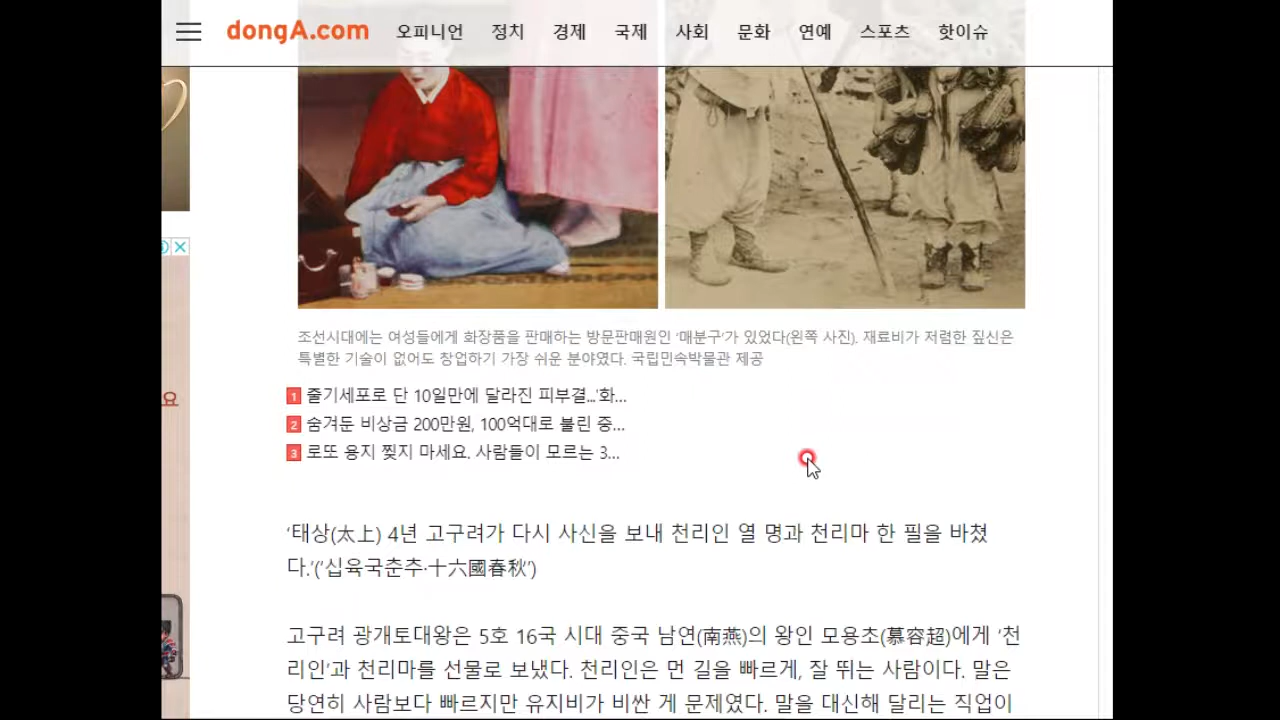 dongA.com 오피니언 정치 경제 국제 사회 문화 연예 스포츠 핫이슈
조선시대에는 여성들에게 화장품을 판매하는 방문판매원인 '매분구'가 있었다(왼쪽 사진). 재료비가 저렴한 짚신은
특별한 기술이 없어도 창업하기 가장 쉬운 분야였다. 국립민속박물관 제공
1 줄기세포로 단 10일만에 달라진 피부결...'화...
2 숨겨둔 비상금 200만원, 100억대로 불린 증...
3 로또 용지 찢지 마세요. 사람들이 모르는 3...
요
‘태상(太上) 4년 고구려가 다시 사신을 보내 천리인 열 명과 천리마 한 필을 바쳤
다.’(‘십육국춘추·十六國春秋’)
고구려 광개토대왕은 5호 16국 시대 중국 남연(南燕)의 왕인 모용초(慕容超)에게 ‘천
리인’과 천리마를 선물로 보냈다. 천리인은 먼 길을 빠르게, 잘 뛰는 사람이다. 말은
당연히 사람보다 빠르지만 유지비가 비싼 게 문제였다. 말을 대신해 달리는 직업이